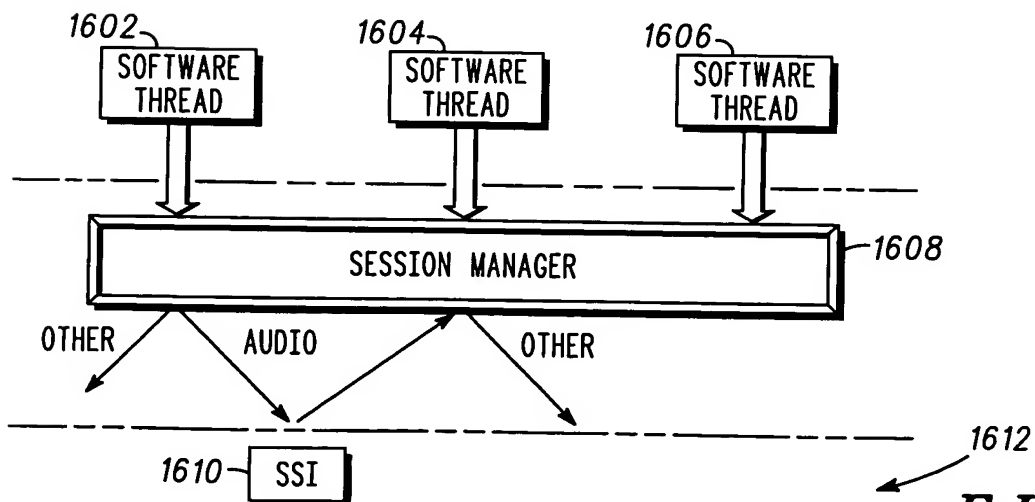 1602
1604
1606
SOFTWARE
THREAD
SOFTWARE
THREAD
SOFTWARE
THREAD
SESSION MANAGER
1608
OTHER
AUDIO
OTHER
1610
SSI
1612